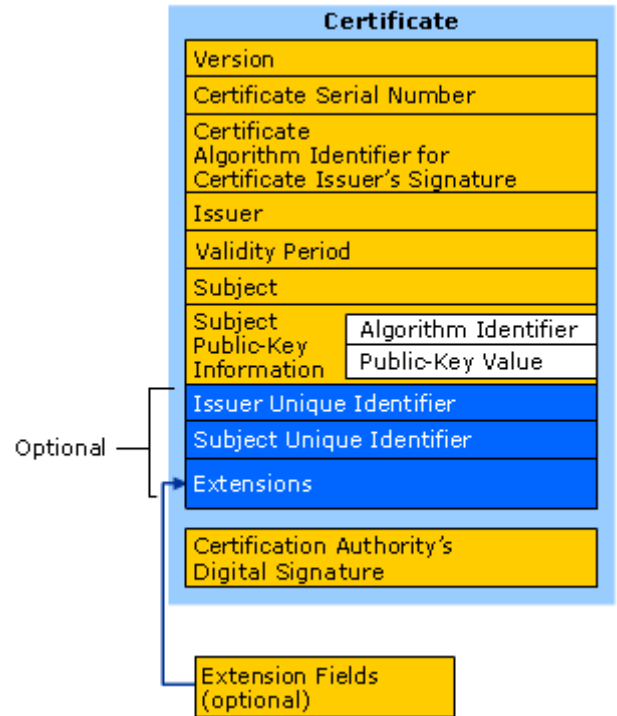 Certificate
Version
Certificate Serial Number
Certificate
Algorithm Identifier for
Certificate Issuer's Signature
Issuer
Validity Period
Subject
Subject
Public-Key
Information
Algorithm Identifier
Public-Key Value
Optional
Issuer Unique Identifier
Subject Unique Identifier
Extensions
Certification Authority's
Digital Signature
Extension Fields
(optional)